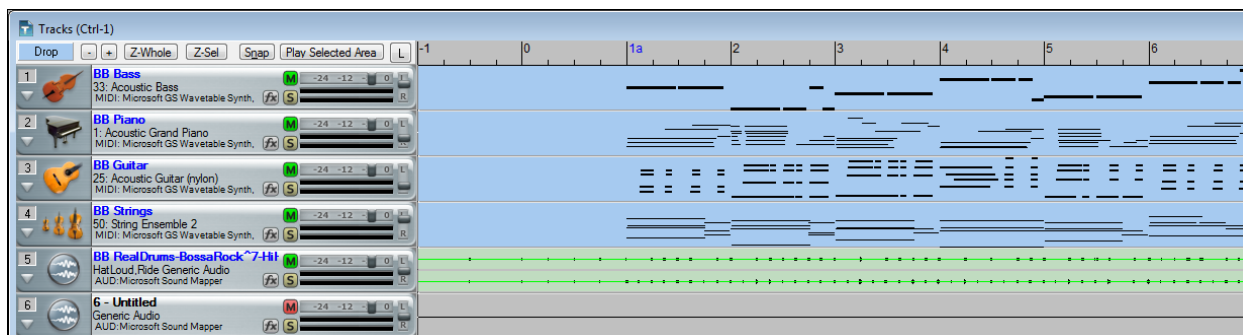 Tracks (Ctrl-1)
Drop - + Z-Whole Z-Sel Snap Play Selected Area L -1 0 1a 2 3 4 5 6
1 BB Bass M -24 -12 - 0 L
33: Acoustic Bass
MIDI: Microsoft GS Wavetable Synth, fx S R
2 BB Piano M -24 -12 - 0 L
1: Acoustic Grand Piano
MIDI: Microsoft GS Wavetable Synth, fx S R
3 BB Guitar M -24 -12 - 0 L
25: Acoustic Guitar (nylon)
MIDI: Microsoft GS Wavetable Synth, fx S R
4 BB Strings M -24 -12 - 0 L
50: String Ensemble 2
MIDI: Microsoft GS Wavetable Synth, fx S R
5 BB RealDrums-BossaRock^7-HiH M -24 -12 - 0 L
HatLoud,Ride Generic Audio
AUD:Microsoft Sound Mapper fx S R
6 6 - Untitled M -24 -12 - 0 L
Generic Audio
AUD:Microsoft Sound Mapper fx S R